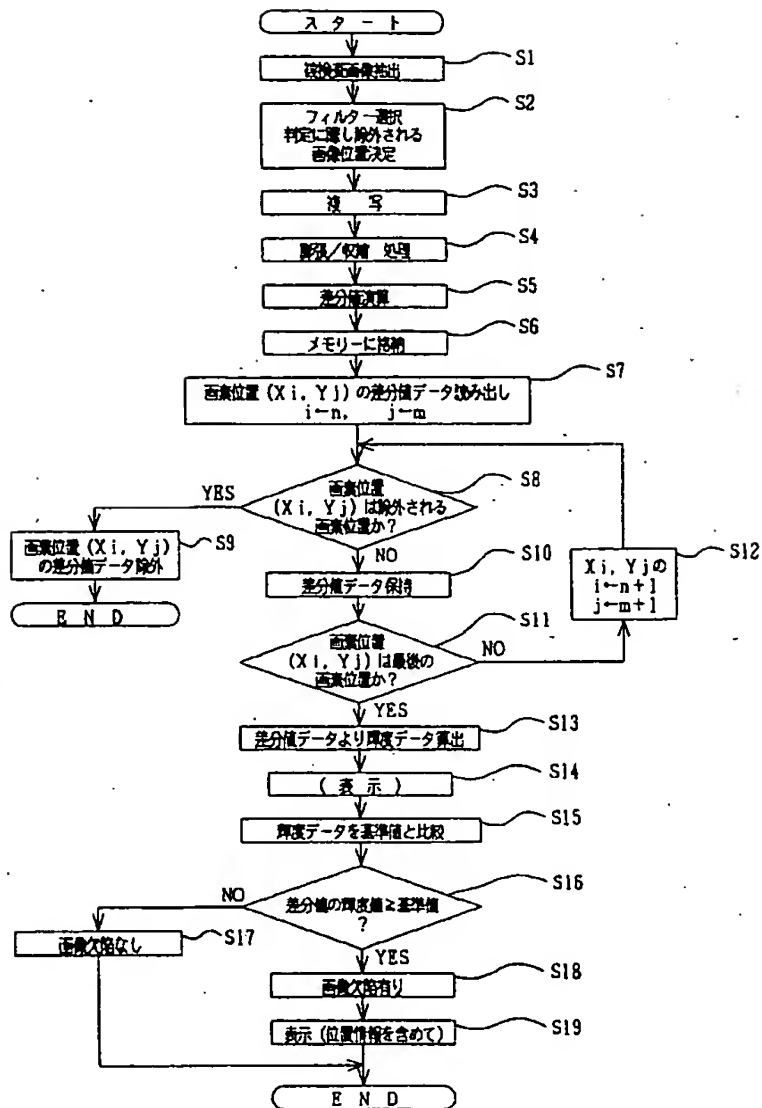 スタート
被検査画像抽出
S1
フィルター選択
判定に際し除外される
画像位置決定
S2
複 写
S3
膨張/収縮 処理
S4
差分値演算
S5
メモリーに格納
S6
画素位置(Xi, Yj)の差分値データ読み出し
i←n, j←m
S7
画素位置
(Xi, Yj)は除外される
画素位置か?
S8
YES
NO
画素位置(Xi, Yj)
の差分値データ除外
S9
END
差分値データ保持
S10
画素位置
(Xi, Yj)は最後の
画素位置か?
S11
NO
YES
Xi, Yjの
i←n+1
j←m+1
S12
差分値データより輝度データ算出
S13
(表 示)
S14
輝度データを基準値と比較
S15
差分値の輝度値≧基準値
?
S16
NO
YES
画像欠陥なし
S17
画像欠陥有り
S18
表示(位置情報を含めて)
S19
END